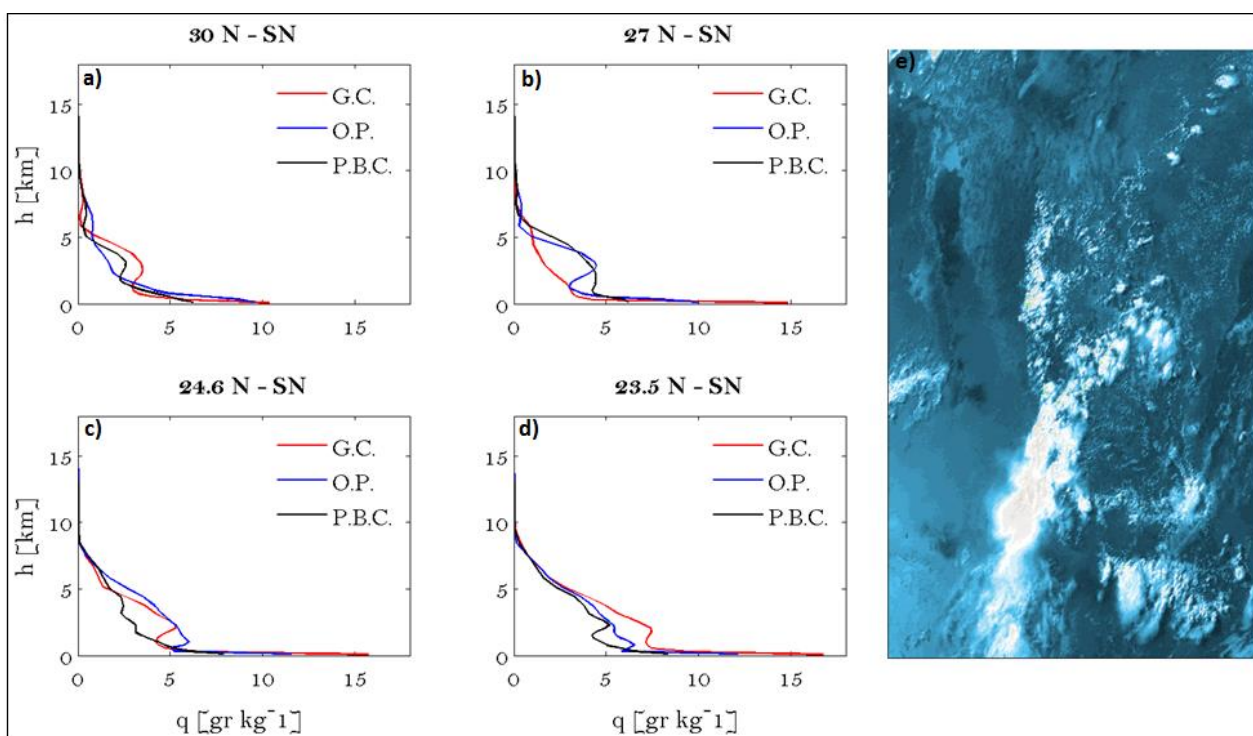 30 N - SN
a)
G.C.
O.P.
P.B.C.
15
10
5
0
h [km]
0 5 10 15
27 N - SN
b)
G.C.
O.P.
P.B.C.
15
10
5
0
0 5 10 15
e)
24.6 N - SN
c)
G.C.
O.P.
P.B.C.
15
10
5
0
h [km]
0 5 10 15
q [gr kg⁻1]
23.5 N - SN
d)
G.C.
O.P.
P.B.C.
15
10
5
0
0 5 10 15
q [gr kg⁻1]